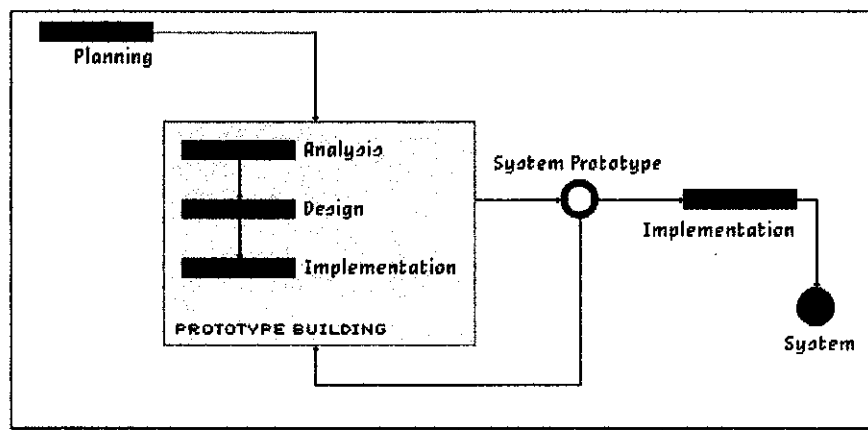 Planning
Analysis
Design
Implementation
PROTOTYPE BUILDING
System Prototype
Implementation
System